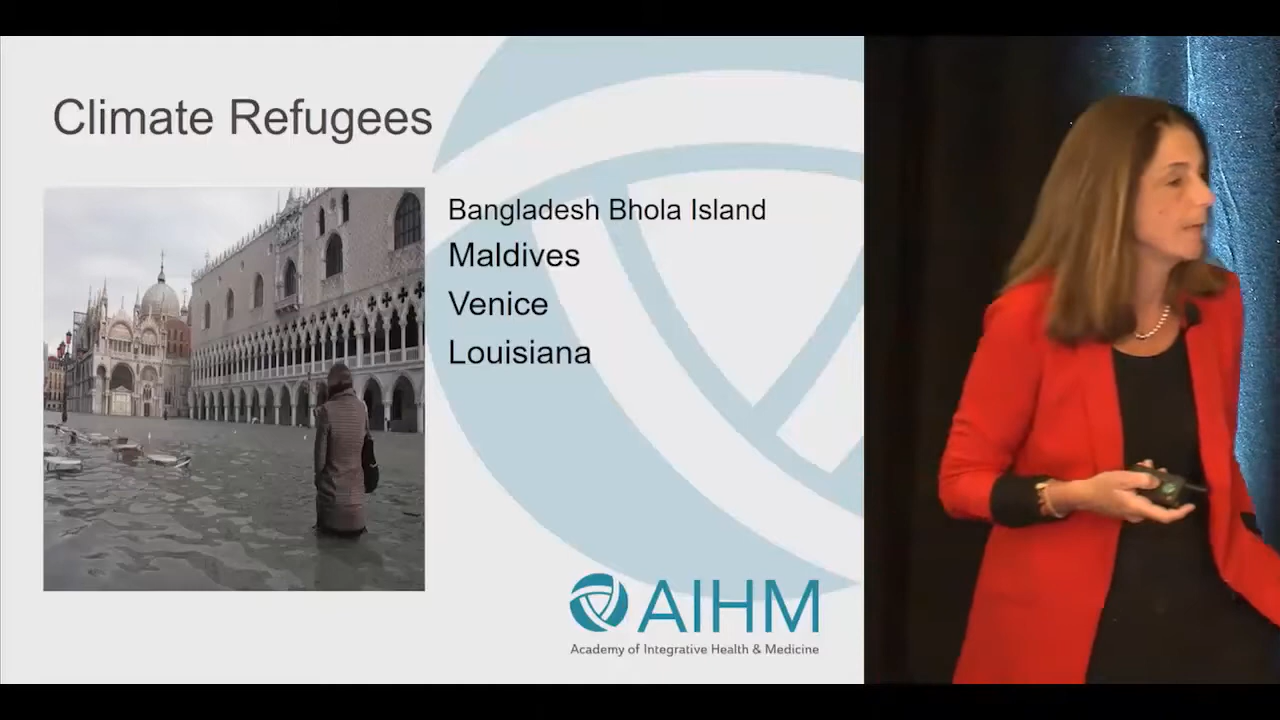 Climate Refugees
Bangladesh Bhola Island
Maldives
Venice
Louisiana
AIHM
Academy of Integrative Health & Medicine